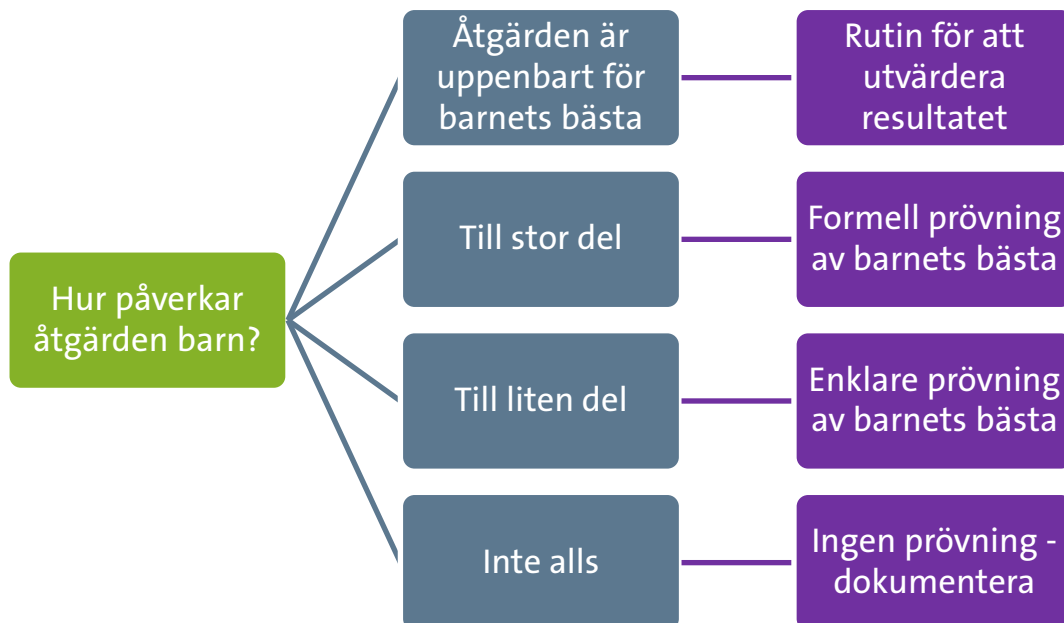 Hur påverkar
åtgärden barn?
Åtgärden är
uppenbart för
barnets bästa
Rutin för att
utvärdera
resultatet
Till stor del
Formell prövning
av barnets bästa
Till liten del
Enklare prövning
av barnets bästa
Inte alls
Ingen prövning -
dokumentera